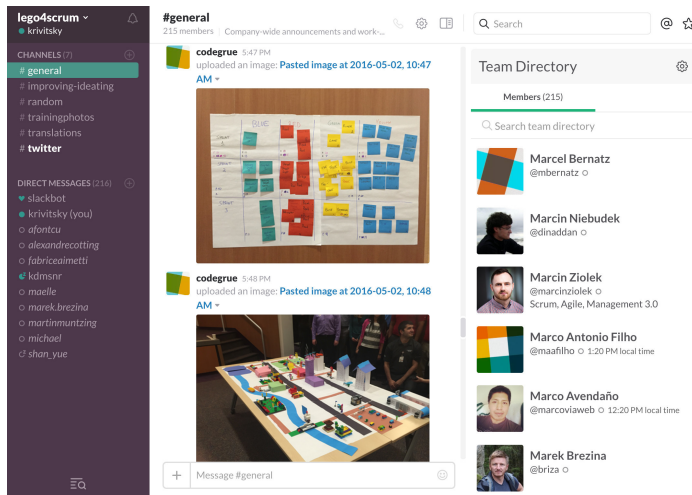 lego4scrum
krivitsky
CHANNELS (7)
# general
# improving-ideating
# random
# trainingphotos
# translations
# twitter
DIRECT MESSAGES (216)
slackbot
krivitsky (you)
afontcu
alexandrecotting
fabriceaimetti
kdmsnr
maelle
marek.brezina
martinmuntzing
michael
shan_yue
#general
215 members | Company-wide announcements and work-...
Search
codegrue 5:47 PM
uploaded an image: Pasted image at 2016-05-02, 10:47
AM
BLUE
codegrue 5:48 PM
uploaded an image: Pasted image at 2016-05-02, 10:48
AM
Message #general
Team Directory
Members (215)
Search team directory
Marcel Bernatz
@mbernatz
Marcin Niebudek
@dinaddan
Marcin Ziolek
@marcinziolek
Scrum, Agile, Management 3.0
Marco Antonio Filho
@maafilho 1:20 PM local time
Marco Avendaño
@marcoviaweb 12:20 PM local time
Marek Brezina
@briza